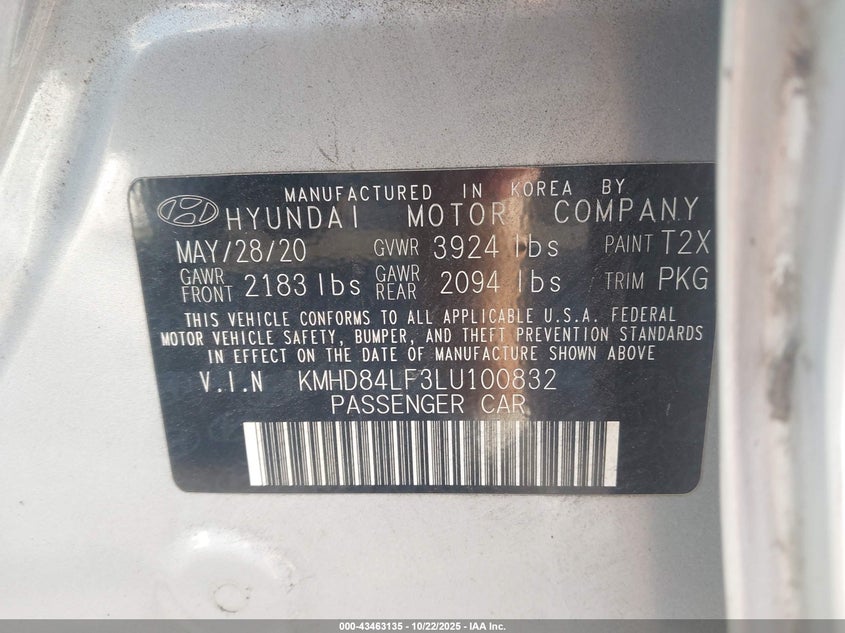 MANUFACTURED IN KOREA BY
HYUNDAI MOTOR COMPANY
MAY/28/20 GVWR 3924 lbs PAINT T2X
GAWR FRONT 2183 lbs GAWR REAR 2094 lbs TRIM PKG
THIS VEHICLE CONFORMS TO ALL APPLICABLE U.S.A. FEDERAL
MOTOR VEHICLE SAFETY, BUMPER, AND THEFT PREVENTION STANDARDS
IN EFFECT ON THE DATE OF MANUFACTURE SHOWN ABOVE
V.I.N KMHD84LF3LU100832
PASSENGER CAR
000-43463135 - 10/22/2025 - IAA Inc.